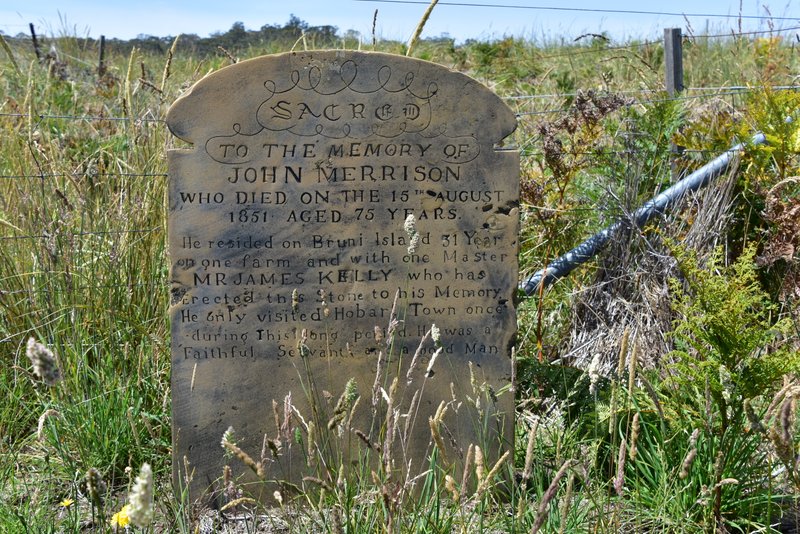 SACRED
TO THE MEMORY OF
JOHN MERRISON
WHO DIED ON THE 15TH AUGUST
1851 AGED 75 YEARS.
He resided on Bruni Island 31 Year
on one farm and with one Master
MR JAMES KELLY who has
Erected this Stone to his Memory
He only visited Hobart Town once
during This long period. He was a
Faithful Servant and a good Man